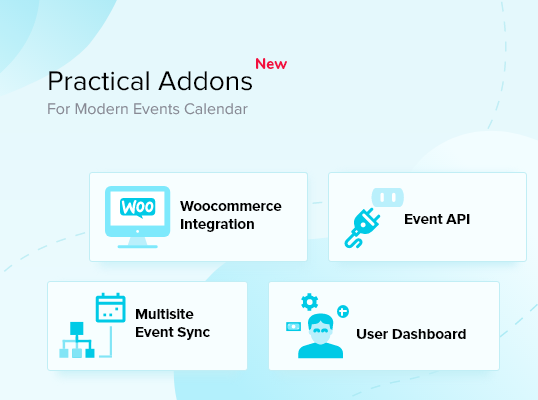 New
Practical Addons
For Modern Events Calendar
WOO
Woocommerce
Integration
Event API
Multisite
Event Sync
User Dashboard